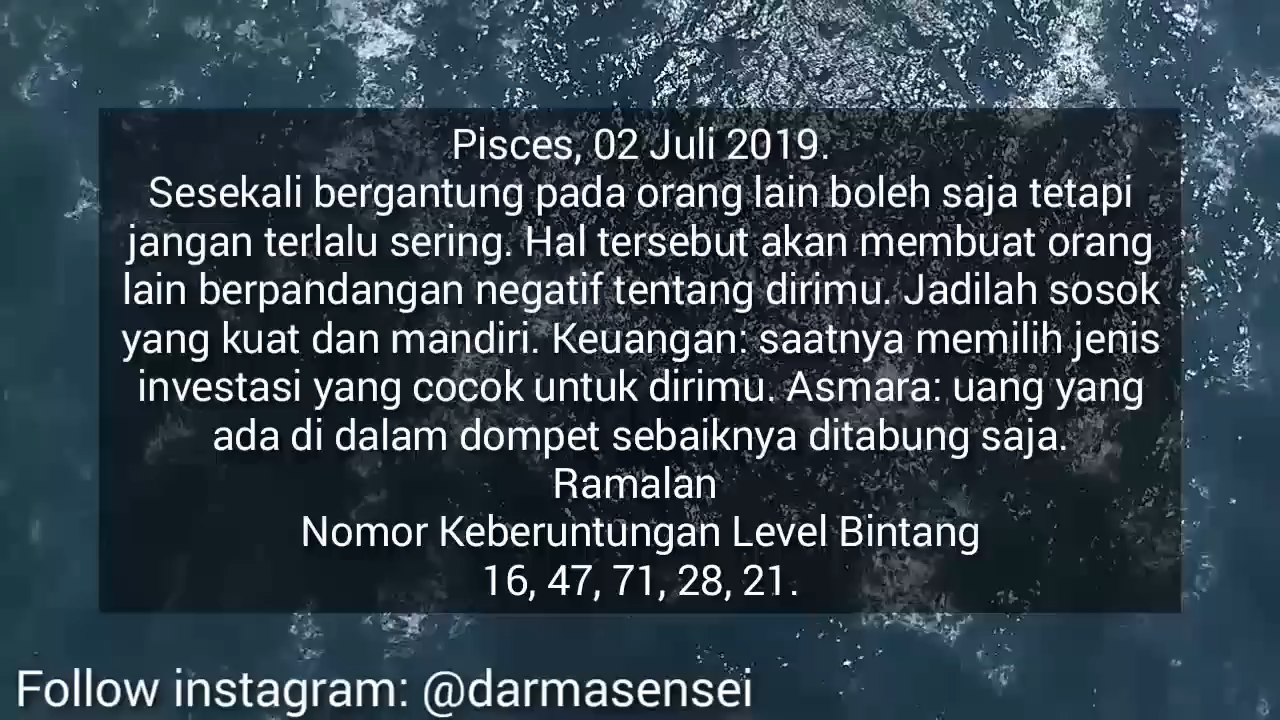 Pisces, 02 Juli 2019.
Sesekali bergantung pada orang lain boleh saja tetapi
jangan terlalu sering. Hal tersebut akan membuat orang
lain berpandangan negatif tentang dirimu. Jadilah sosok
yang kuat dan mandiri. Keuangan: saatnya memilih jenis
investasi yang cocok untuk dirimu. Asmara: uang yang
ada di dalam dompet sebaiknya ditabung saja.
Ramalan
Nomor Keberuntungan Level Bintang
16, 47, 71, 28, 21.
Follow instagram: @darmasensei